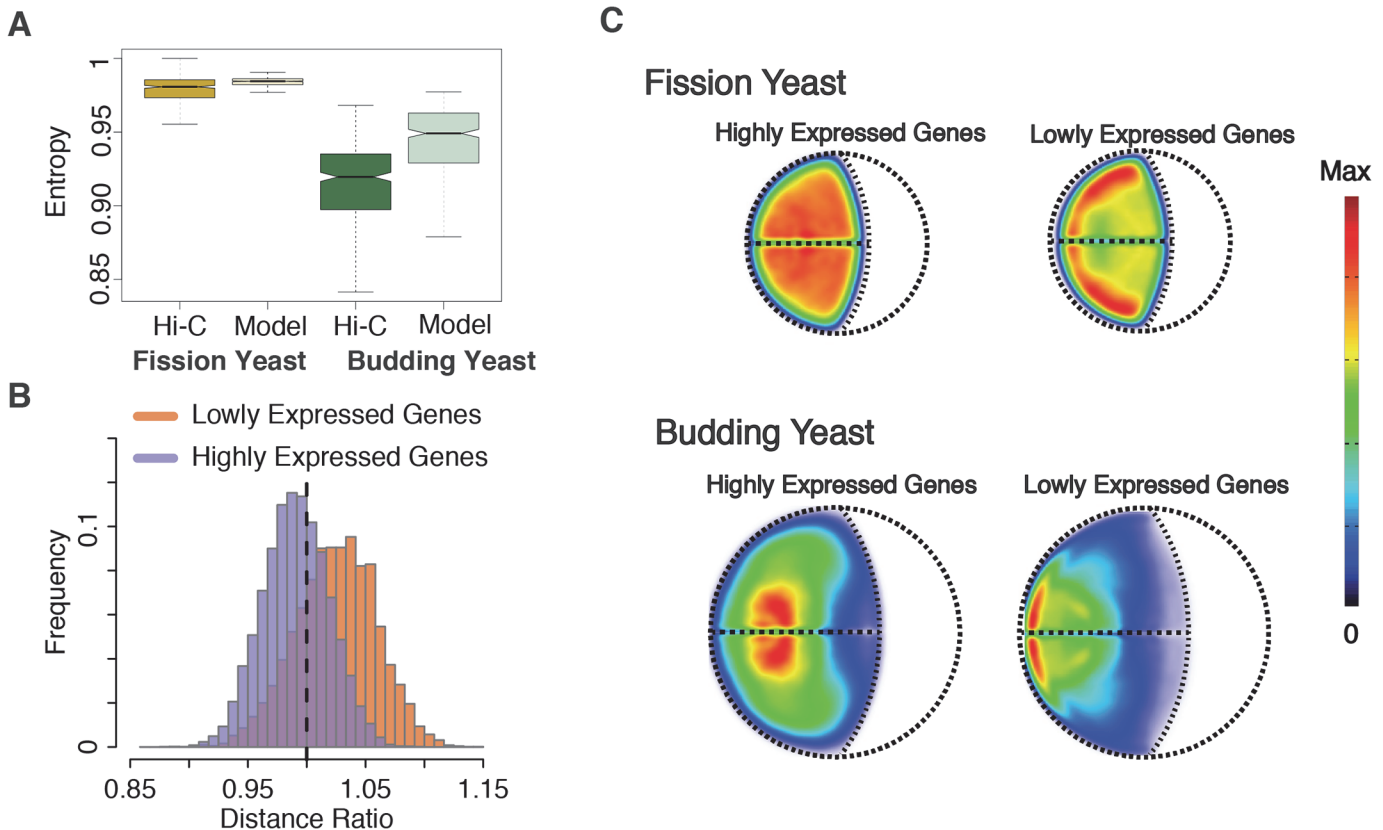 A
1
0.95
0.90
0.85
Entropy
Hi-C Model Hi-C Model
Fission Yeast Budding Yeast
B
Lowly Expressed Genes
Highly Expressed Genes
0.1
0
Frequency
0.85 0.95 1.05 1.15
Distance Ratio
C
Fission Yeast
Highly Expressed Genes Lowly Expressed Genes
Max
Budding Yeast
Highly Expressed Genes Lowly Expressed Genes
0